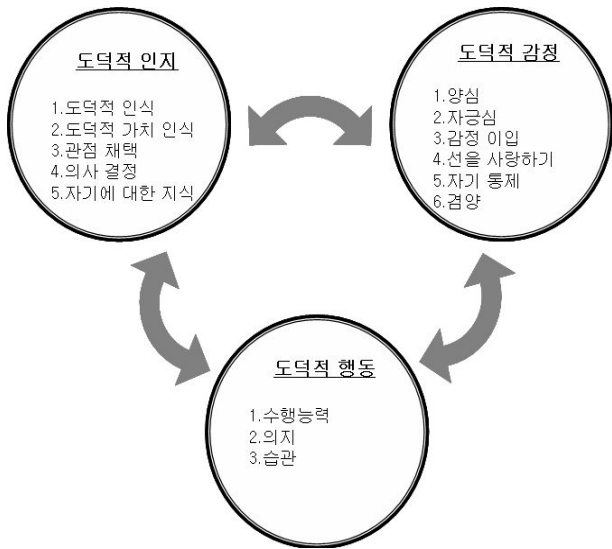 도덕적 인지
1.도덕적 인식
2.도덕적 가치 인식
3.관점 채택
4.의사 결정
5.자기에 대한 지식
도덕적 감정
1.양심
2.자긍심
3.감정 이입
4.선을 사랑하기
5.자기 통제
6.겸양
도덕적 행동
1.수행능력
2.의지
3.습관